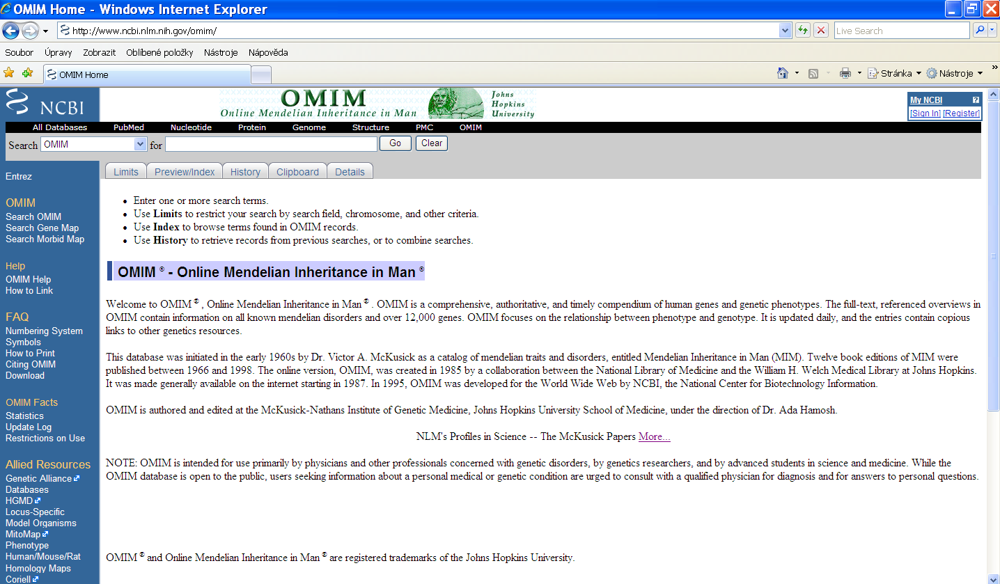 OMIM Home - Windows Internet Explorer
http://www.ncbi.nlm.nih.gov/omim/
Live Search
Soubor Úpravy Zobrazit Oblíbené položky Nástroje Nápověda
OMIM Home
Stránka Nástroje »
NCBI
OMIM
Online Mendelian Inheritance in Man
Johns
Hopkins
University
My NCBI ?
[Sign In] [Register]
All Databases PubMed Nucleotide Protein Genome Structure PMC OMIM
Search OMIM for Go Clear
Limits Preview/Index History Clipboard Details
Entrez
OMIM
Search OMIM
Search Gene Map
Search Morbid Map
Help
OMIM Help
How to Link
FAQ
Numbering System
Symbols
How to Print
Citing OMIM
Download
OMIM Facts
Statistics
Update Log
Restrictions on Use
Allied Resources
Genetic Alliance
Databases
HGMD
Locus-Specific
Model Organisms
MitoMap
Phenotype
Human/Mouse/Rat
Homology Maps
Coriell
• Enter one or more search terms.
• Use Limits to restrict your search by search field, chromosome, and other criteria.
• Use Index to browse terms found in OMIM records.
• Use History to retrieve records from previous searches, or to combine searches.
OMIM ® - Online Mendelian Inheritance in Man ®
Welcome to OMIM ® , Online Mendelian Inheritance in Man ® . OMIM is a comprehensive, authoritative, and timely compendium of human genes and genetic phenotypes. The full-text, referenced overviews in
OMIM contain information on all known mendelian disorders and over 12,000 genes. OMIM focuses on the relationship between phenotype and genotype. It is updated daily, and the entries contain copious
links to other genetics resources.
This database was initiated in the early 1960s by Dr. Victor A. McKusick as a catalog of mendelian traits and disorders, entitled Mendelian Inheritance in Man (MIM). Twelve book editions of MIM were
published between 1966 and 1998. The online version, OMIM, was created in 1985 by a collaboration between the National Library of Medicine and the William H. Welch Medical Library at Johns Hopkins.
It was made generally available on the internet starting in 1987. In 1995, OMIM was developed for the World Wide Web by NCBI, the National Center for Biotechnology Information.
OMIM is authored and edited at the McKusick-Nathans Institute of Genetic Medicine, Johns Hopkins University School of Medicine, under the direction of Dr. Ada Hamosh.
NLM's Profiles in Science -- The McKusick Papers More...
NOTE: OMIM is intended for use primarily by physicians and other professionals concerned with genetic disorders, by genetics researchers, and by advanced students in science and medicine. While the
OMIM database is open to the public, users seeking information about a personal medical or genetic condition are urged to consult with a qualified physician for diagnosis and for answers to personal questions.
OMIM ® and Online Mendelian Inheritance in Man ® are registered trademarks of the Johns Hopkins University.